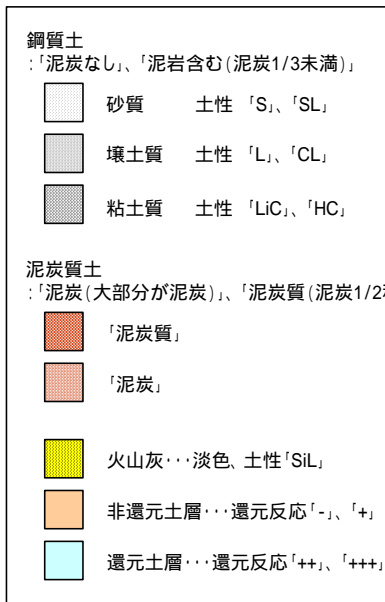 鋼質土
:「泥炭なし」、「泥岩含む(泥炭1/3未満)」
砂質 土性 「S」、「SL」
壌土質 土性 「L」、「CL」
粘土質 土性 「LiC」、「HC」
泥炭質土
:「泥炭(大部分が泥炭)」、「泥炭質(泥炭1/2
「泥炭質」
「泥炭」
火山灰･･･淡色、土性「SiL」
非還元土層･･･還元反応「-」、「+」
還元土層･･･還元反応「++」、「+++」